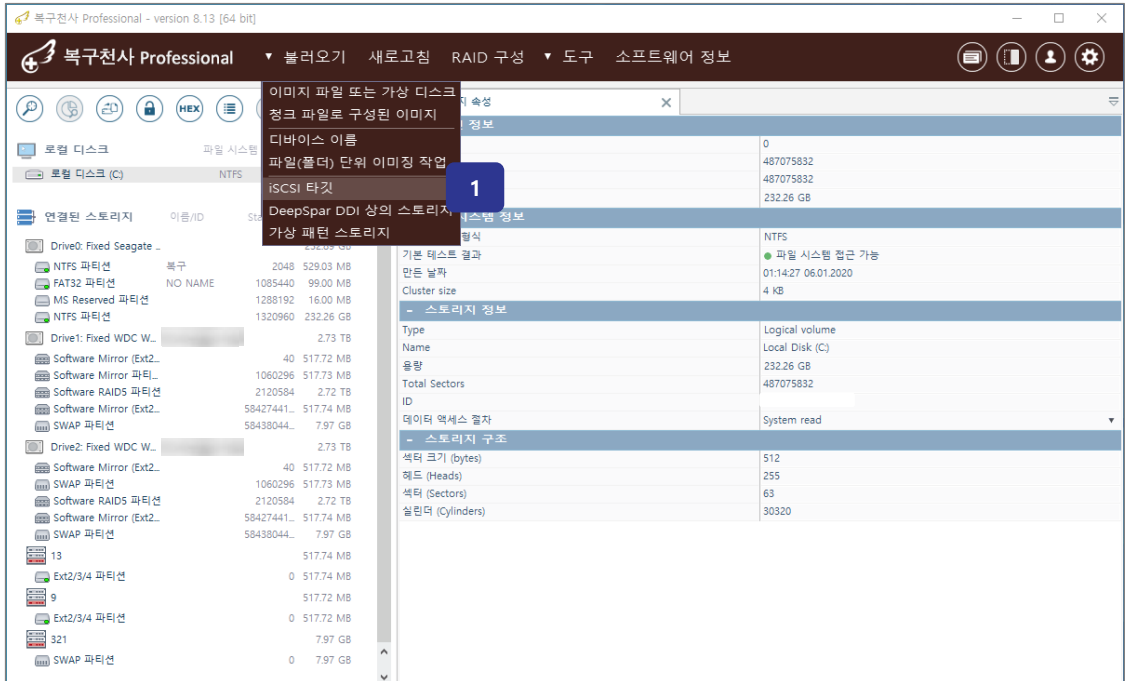 복구천사 Professional - version 8.13 [64 bit]
복구천사 Professional
▼ 불러오기 새로고침 RAID 구성 ▼ 도구 소프트웨어 정보
이미지 파일 또는 가상 디스크
청크 파일로 구성된 이미지
디바이스 이름
파일(폴더) 단위 이미징 작업
iSCSI 타깃
1
DeepSpar DDI 상의 스토리지
가상 패턴 스토리지
HEX
로컬 디스크 파일 시스템
로컬 디스크 (C:) NTFS
연결된 스토리지 이름/ID
Drive0: Fixed Seagate ..
NTFS 파티션 복구 2048 529.03 MB
FAT32 파티션 NO NAME 1085440 99.00 MB
MS Reserved 파티션 1288192 16.00 MB
NTFS 파티션 1320960 232.26 GB
Drive1: Fixed WDC W... 2.73 TB
Software Mirror (Ext2... 40 517.72 MB
Software Mirror 파티... 1060296 517.73 MB
Software RAID5 파티션 2120584 2.72 TB
Software Mirror (Ext2... 58427441... 517.74 MB
SWAP 파티션 58438044... 7.97 GB
Drive2: Fixed WDC W... 2.73 TB
Software Mirror (Ext2... 40 517.72 MB
SWAP 파티션 1060296 517.73 MB
Software RAID5 파티션 2120584 2.72 TB
Software Mirror (Ext2... 58427441... 517.74 MB
SWAP 파티션 58438044... 7.97 GB
13 517.74 MB
Ext2/3/4 파티션 0 517.74 MB
9 517.72 MB
Ext2/3/4 파티션 0 517.72 MB
321 7.97 GB
SWAP 파티션 0 7.97 GB
속성
정보
0
487075832
487075832
232.26 GB
시스템 정보
형식 NTFS
기본 테스트 결과 파일 시스템 접근 가능
만든 날짜 01:14:27 06.01.2020
Cluster size 4 KB
- 스토리지 정보
Type Logical volume
Name Local Disk (C:)
용량 232.26 GB
Total Sectors 487075832
ID
데이터 액세스 절차 System read ▼
- 스토리지 구조
섹터 크기 (bytes) 512
헤드 (Heads) 255
섹터 (Sectors) 63
실린더 (Cylinders) 30320